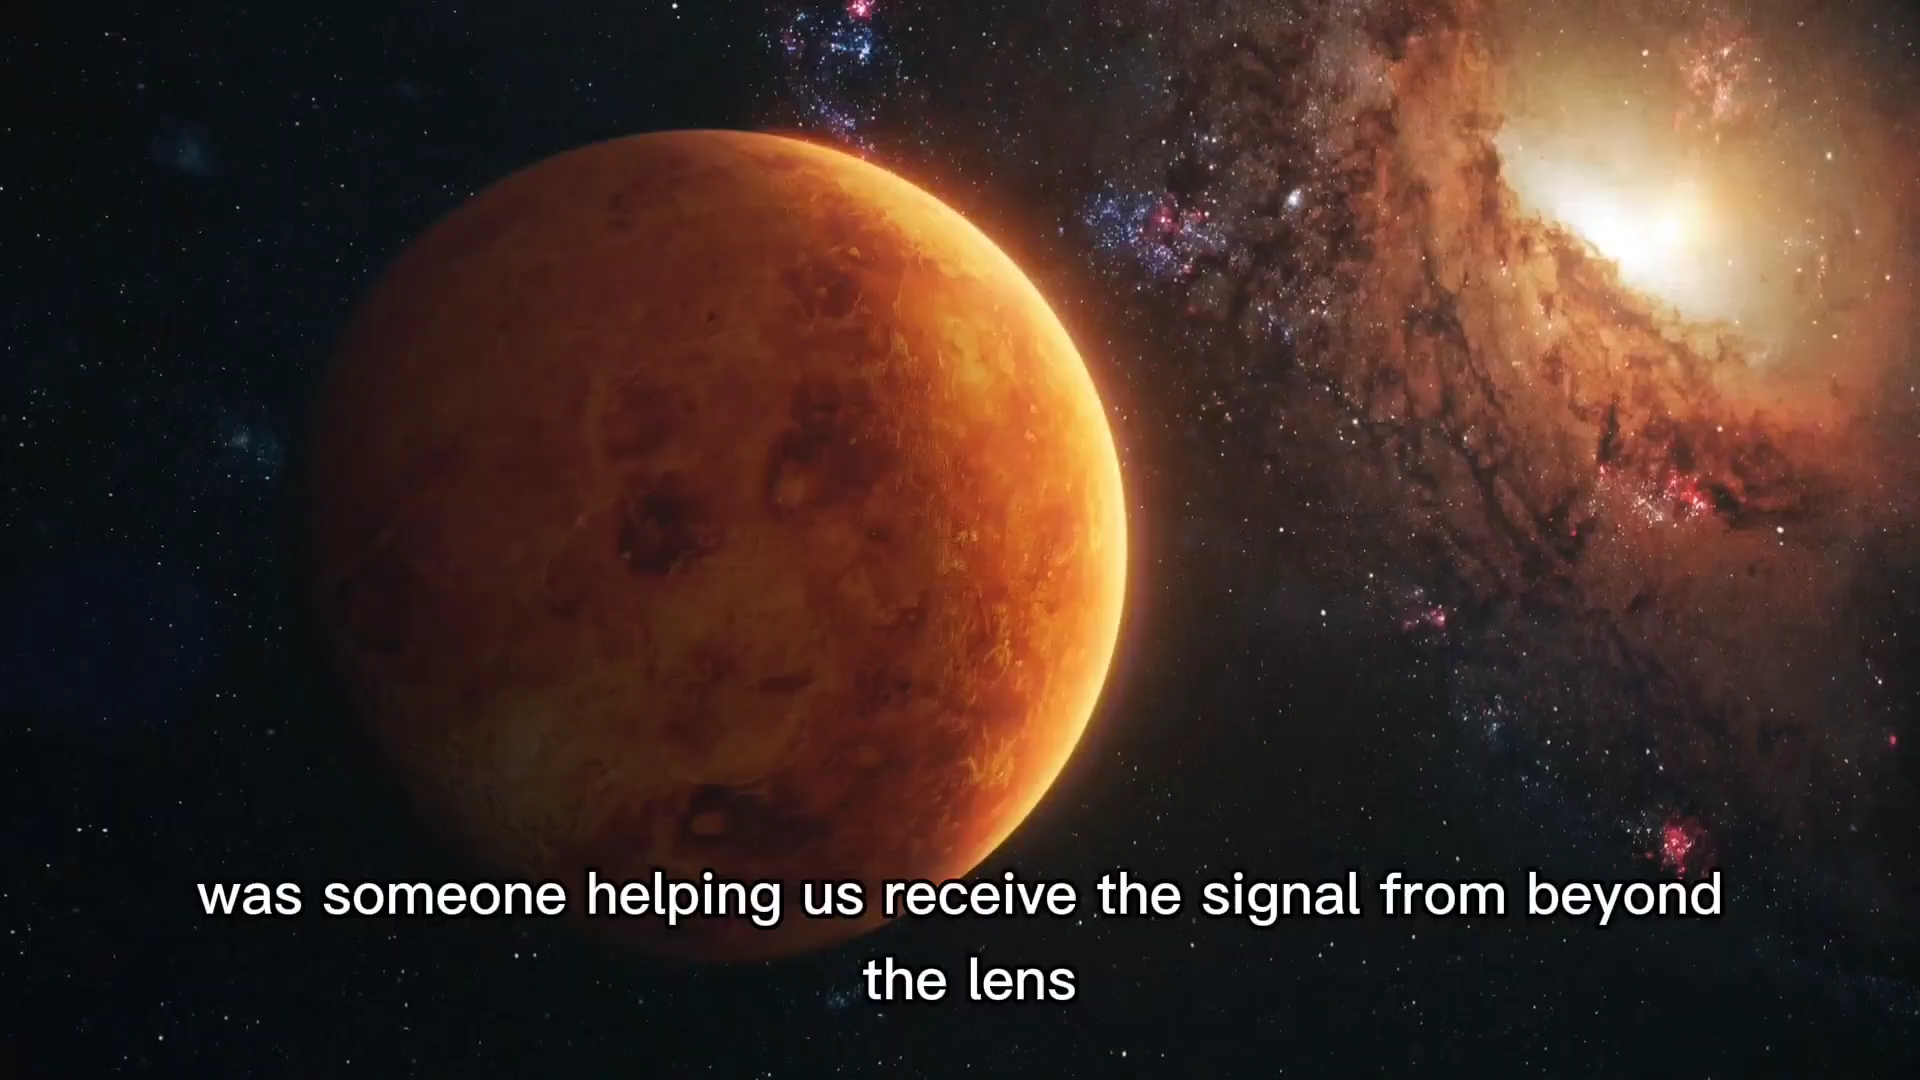 was someone helping us receive the signal from beyond
the lens